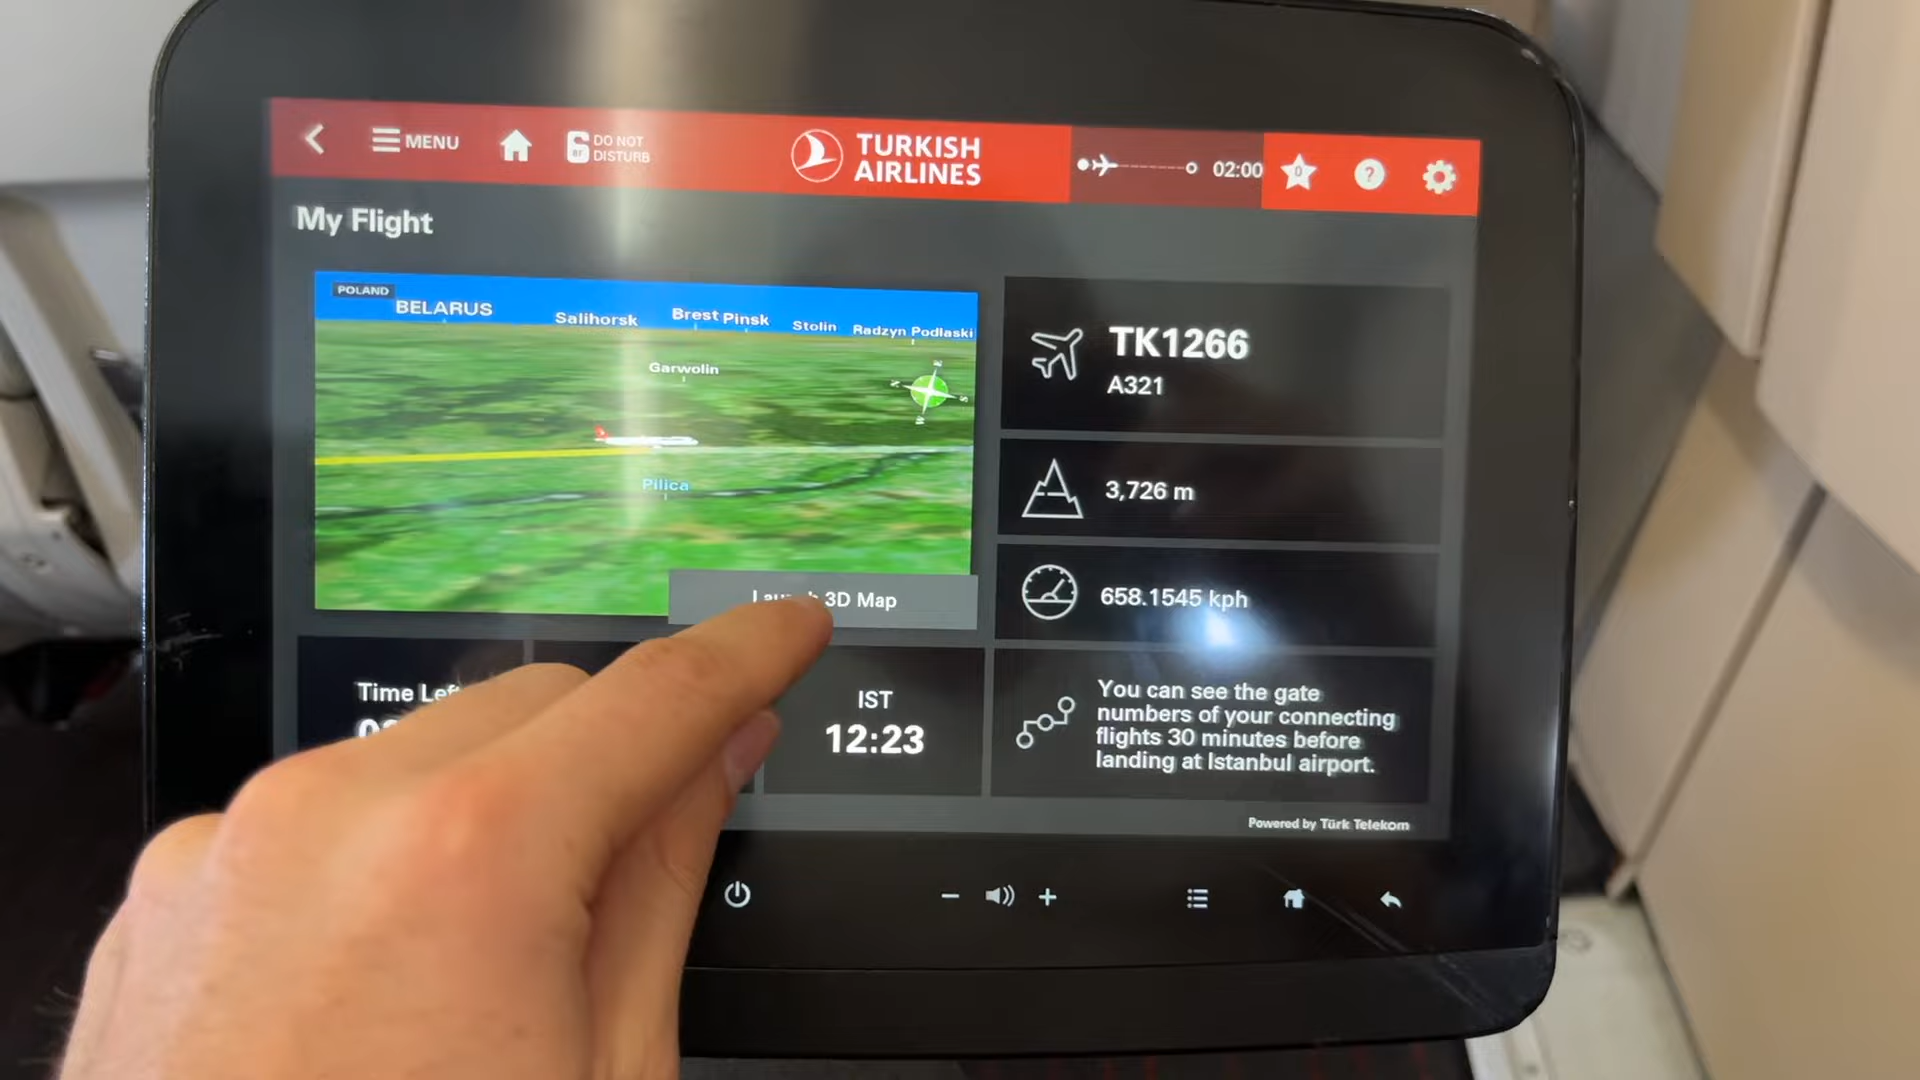 MENU
DO NOT
DISTURB
TURKISH
AIRLINES
02:00
0
?
My Flight
POLAND
BELARUS
Salihorsk
Brest
Pinsk
Stolin
Radzyn Podlaski
Garwolin
Pilica
3D Map
TK1266
A321
3,726 m
658.1545 kph
Time Left
IST
12:23
You can see the gate
numbers of your connecting
flights 30 minutes before
landing at Istanbul airport.
Powered by Türk Telekom